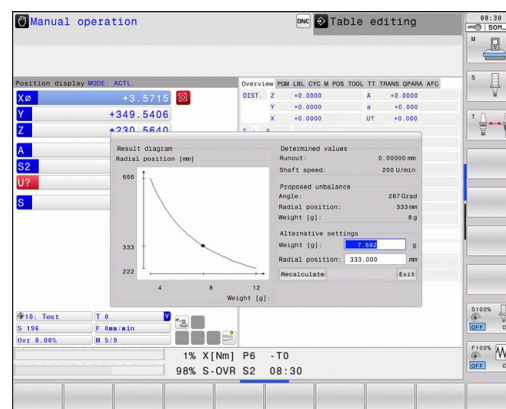 Manual operation
DNC Table editing
08:30
Position display MODE: ACTL.
Overview PGM LBL CYC M POS TOOL TT TRANS QPARA AFC
X +3.5715
Y +349.5406
Z +230.5640
A
S2
U?
S
DIST. Z +0.0000 A +0.0000
Y +0.0000 a +0.000
X +0.0000 U? +0.000
M
S
T
Result diagram
Radial position [mm]
666
333
222
4 8 12
Weight [g]:
Determined values
Runout: 0.00000 mm
Shaft speed: 200 U/min
Proposed unbalance
Angle: 287 Grad
Radial position: 333 mm
Weight [g]: 8 g
Alternative settings
Weight [g]: 7.692 g
Radial position: 333.000 mm
Recalculate Exit
10: Test T 0
S 196 F 0mm/min
Ovr 0.00% M 5/9
1% X[Nm] P6 -T0
98% S-OVR S2 08:30
S100%
OFF
F100%
OFF